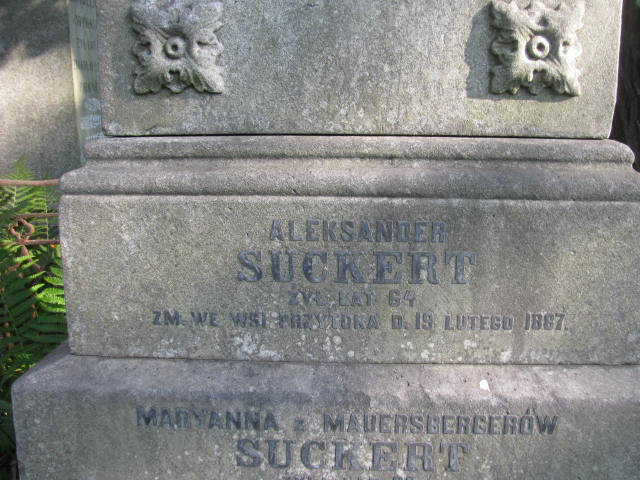 ALEKSANDER
SUCKERT
ŻYŁ LAT 64
ZM. WE WSI PRZYTOKA D. 19 LUTEGO 1887.
MARYANNA z MAUERSBERGERÓW
SUCKERT